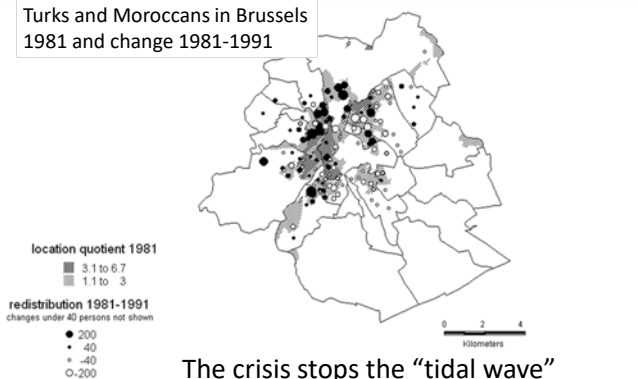 Turks and Moroccans in Brussels
1981 and change 1981-1991
location quotient 1981
3.1 to 6.7
1.1 to 3
redistribution 1981-1991
changes under 40 persons not shown
200
40
-40
-200
0 2 4
Kilometers
The crisis stops the “tidal wave”